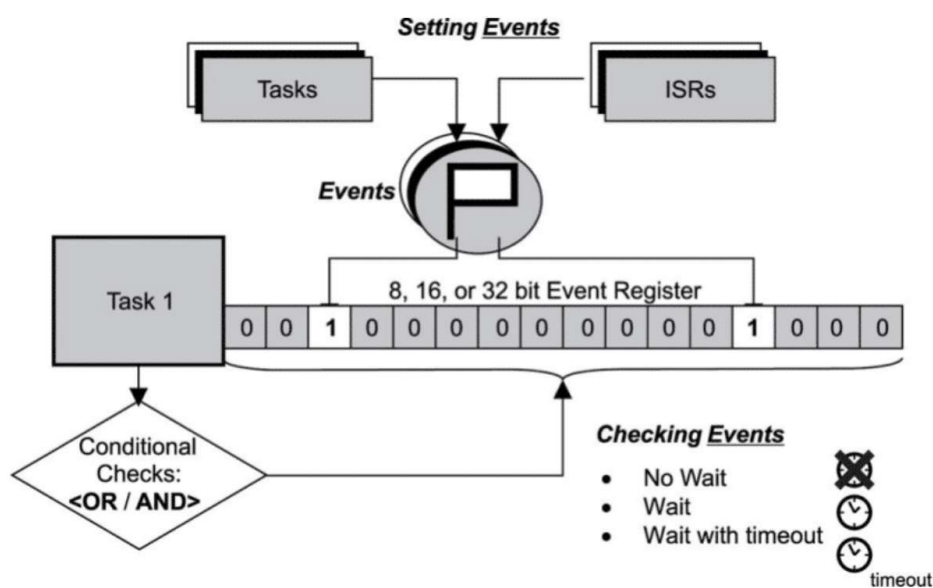 Setting Events
Tasks
ISRs
Events
8, 16, or 32 bit Event Register
Task 1
0 0 1 0 0 0 0 0 0 0 0 0 1 0 0 0
Conditional
Checks:
<OR / AND>
Checking Events
• No Wait
• Wait
• Wait with timeout
timeout